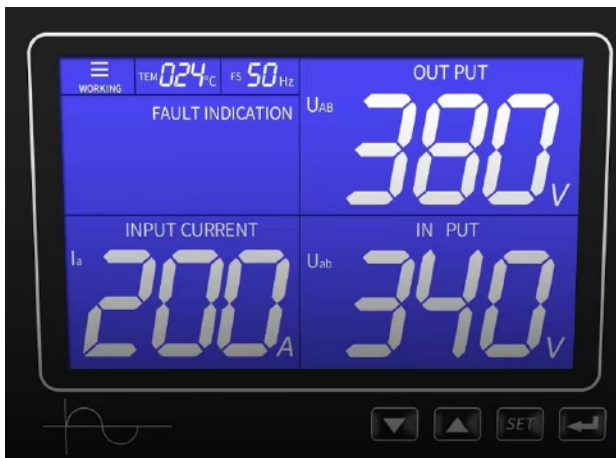 WORKING TEM 024°C FS 50 Hz
FAULT INDICATION
OUT PUT
UAB 380 V
INPUT CURRENT
Ia 200 A
IN PUT
Uab 340 V
SET